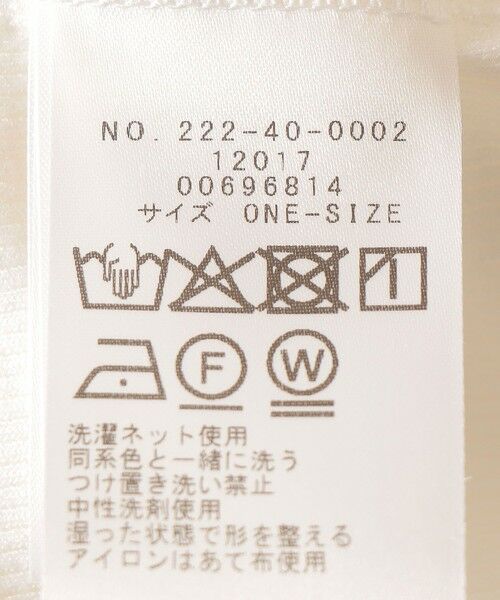 NO. 222-40-0002
12017
00696814
サイズ ONE-SIZE
F W
洗濯ネット使用
同系色と一緒に洗う
つけ置き洗い禁止
中性洗剤使用
湿った状態で形を整える
アイロンはあて布使用